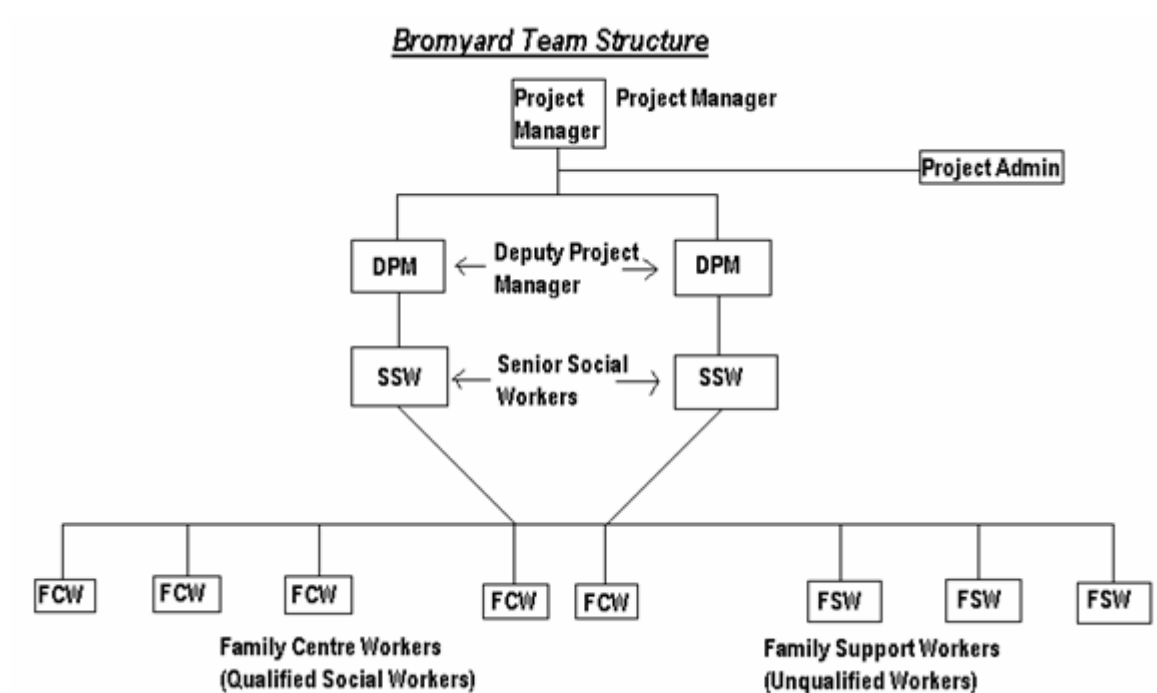 Bromyard Team Structure
Project
Manager
Project Manager
Project Admin
DPM
Deputy Project
Manager
DPM
SSW
Senior Social
Workers
SSW
FCW
FCW
FCW
FCW
FCW
FSW
FSW
FSW
Family Centre Workers
(Qualified Social Workers)
Family Support Workers
(Unqualified Workers)